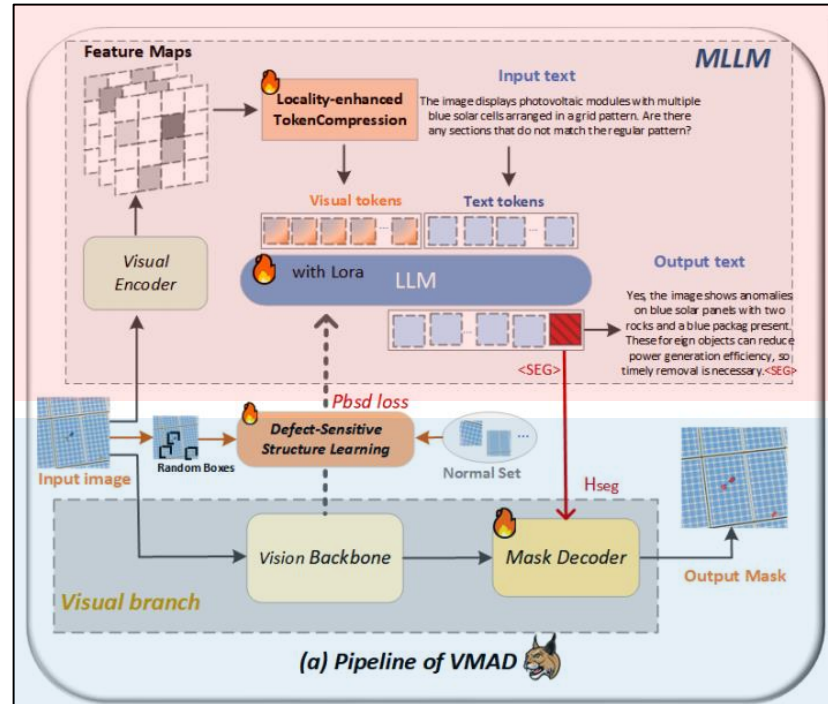 Feature Maps
MLLM
Locality-enhanced
TokenCompression
Input text
The image displays photovoltaic modules with multiple
blue solar cells arranged in a grid pattern. Are there
any sections that do not match the regular pattern?
Visual tokens
Text tokens
Visual
Encoder
with Lora
LLM
Output text
Yes, the image shows anomalies
on blue solar panels with two
rocks and a blue packag present.
These foreign objects can reduce
power generation efficiency, so
timely removal is necessary.<SEG>
<SEG>
Pbsd loss
Defect-Sensitive
Structure Learning
Input image
Random Boxes
...
Normal Set
Hseg
Vision Backbone
Mask Decoder
Output Mask
Visual branch
(a) Pipeline of VMAD